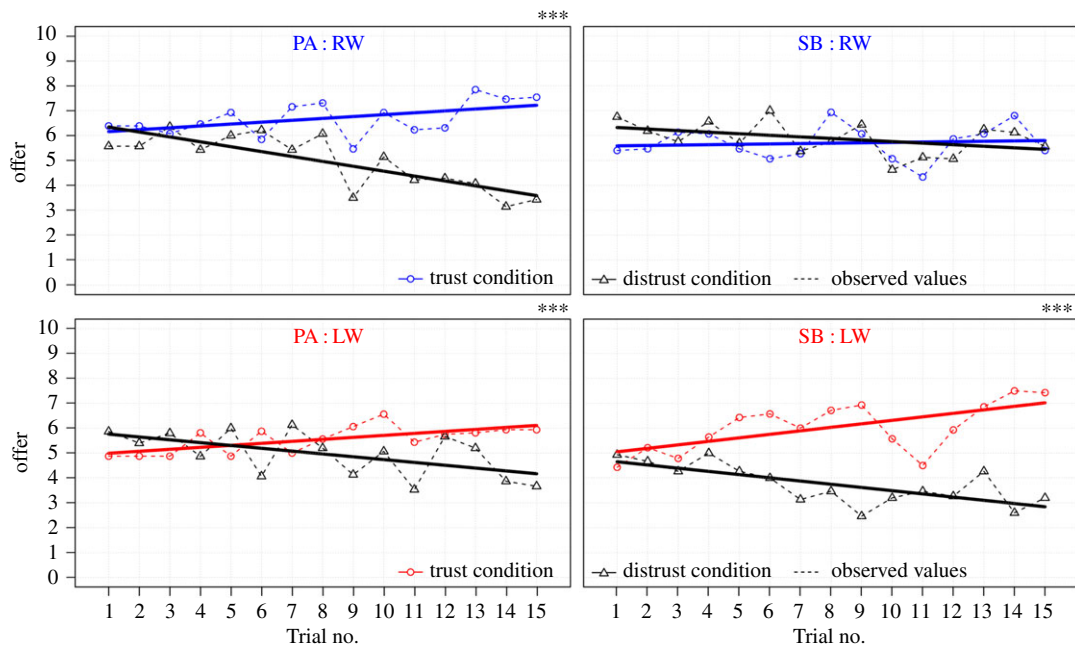 ***
PA : RW
SB : RW
10
9
8
7
6
5
4
3
2
1
0
offer
trust condition
distrust condition
observed values
***
***
PA : LW
SB : LW
10
9
8
7
6
5
4
3
2
1
0
offer
trust condition
distrust condition
observed values
1 2 3 4 5 6 7 8 9 10 11 12 13 14 15
1 2 3 4 5 6 7 8 9 10 11 12 13 14 15
Trial no.
Trial no.